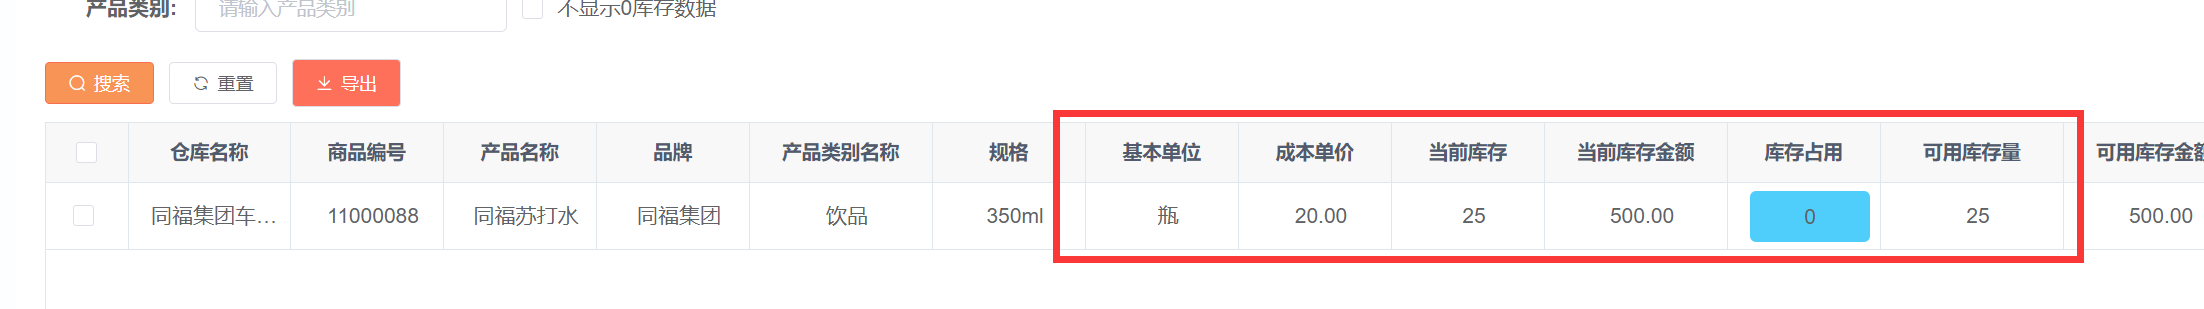 产品类别: 请输入产品类别 不显示0库存数据
搜索 重置 导出
仓库名称 商品编号 产品名称 品牌 产品类别名称 规格 基本单位 成本单价 当前库存 当前库存金额 库存占用 可用库存量 可用库存金额
同福集团车... 11000088 同福苏打水 同福集团 饮品 350ml 瓶 20.00 25 500.00 0 25 500.00